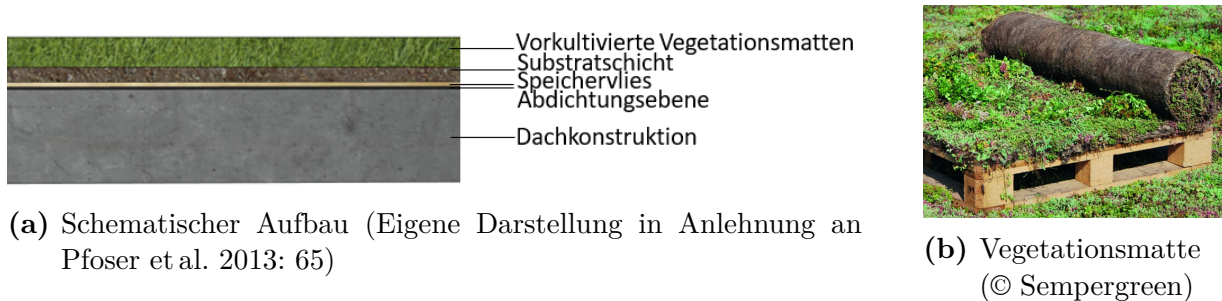 Vorkultivierte Vegetationsmatten
Substratschicht
Speichervlies
Abdichtungsebene
Dachkonstruktion
(a) Schematischer Aufbau (Eigene Darstellung in Anlehnung an
Pfoser et al. 2013: 65)
(b) Vegetationsmatte
(© Sempergreen)